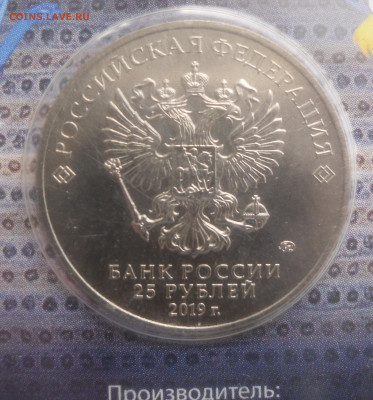 COINS.LAVE.RU
РОССИЙСКАЯ ФЕДЕРАЦИЯ
БАНК РОССИИ
25 РУБЛЕЙ
2019 г.
Производитель: